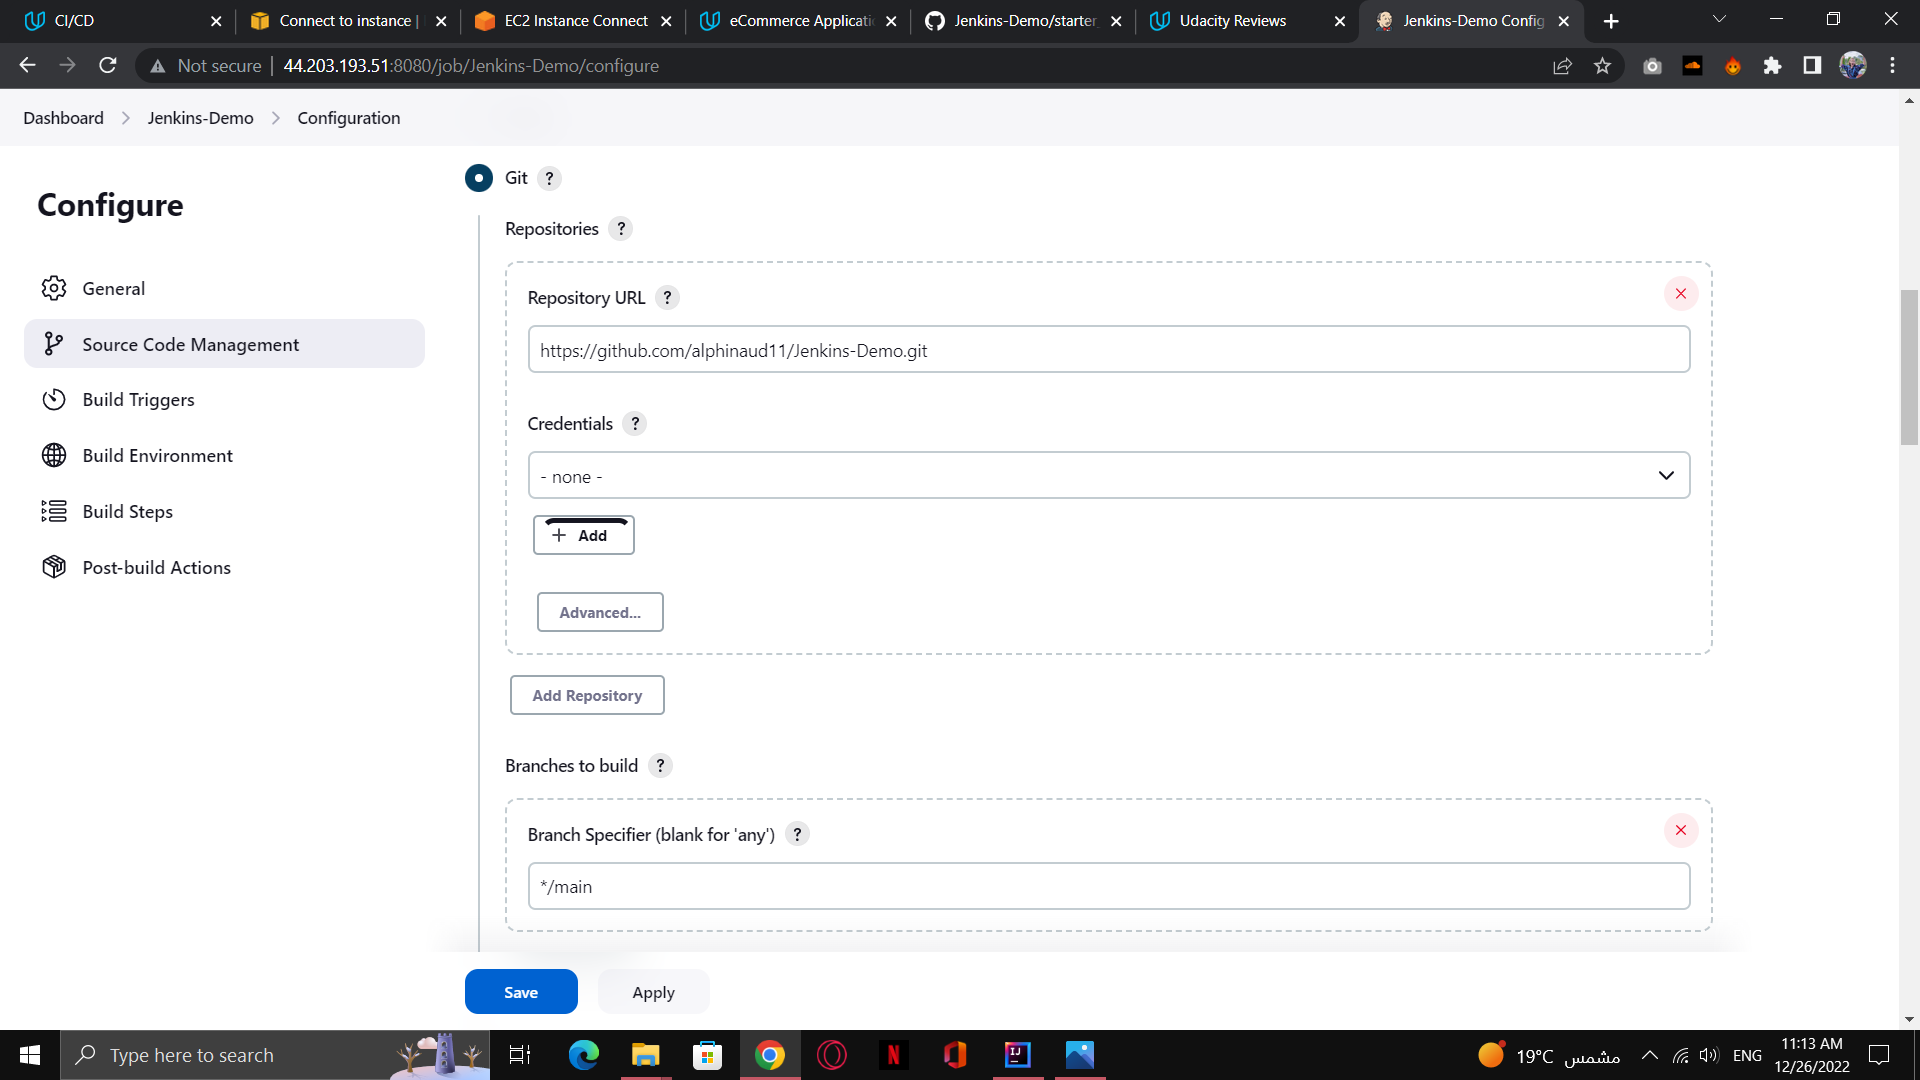 CI/CD
Connect to instance |
EC2 Instance Connect
eCommerce Applicati
Jenkins-Demo/starter
Udacity Reviews
Jenkins-Demo Config
Not secure
44.203.193.51:8080/job/Jenkins-Demo/configure
Dashboard
Jenkins-Demo
Configuration
Configure
General
Source Code Management
Build Triggers
Build Environment
Build Steps
Post-build Actions
Git ?
Repositories ?
Repository URL ?
https://github.com/alphinaud11/Jenkins-Demo.git
Credentials ?
- none -
+ Add
Advanced...
Add Repository
Branches to build ?
Branch Specifier (blank for 'any') ?
*/main
Save
Apply
Type here to search
19°C مشمس
ENG
11:13 AM
12/26/2022